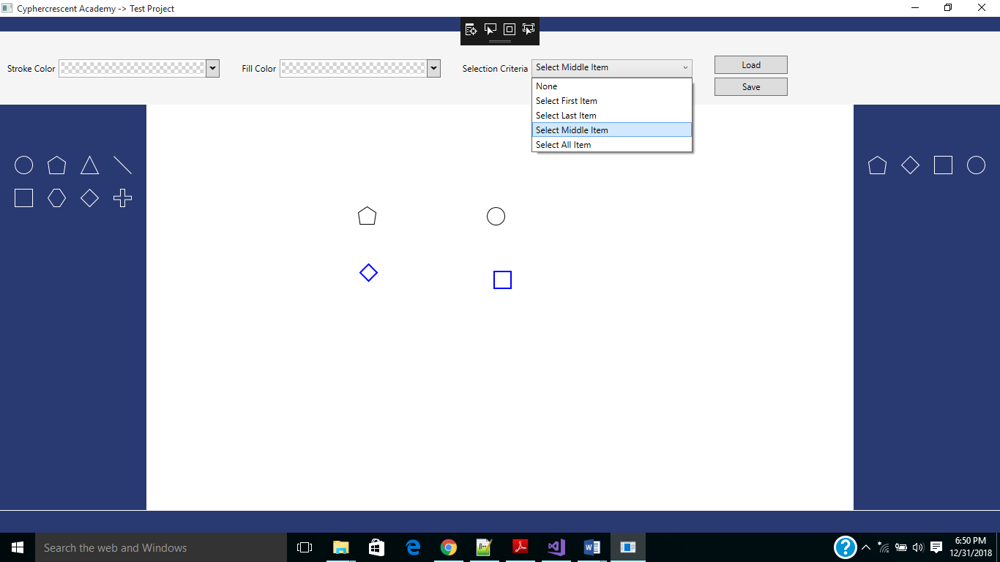 Cyphercrescent Academy -> Test Project
Stroke Color
Fill Color
Selection Criteria
Select Middle Item
Load
Save
None
Select First Item
Select Last Item
Select Middle Item
Select All Item
Search the web and Windows
6:50 PM
12/31/2018